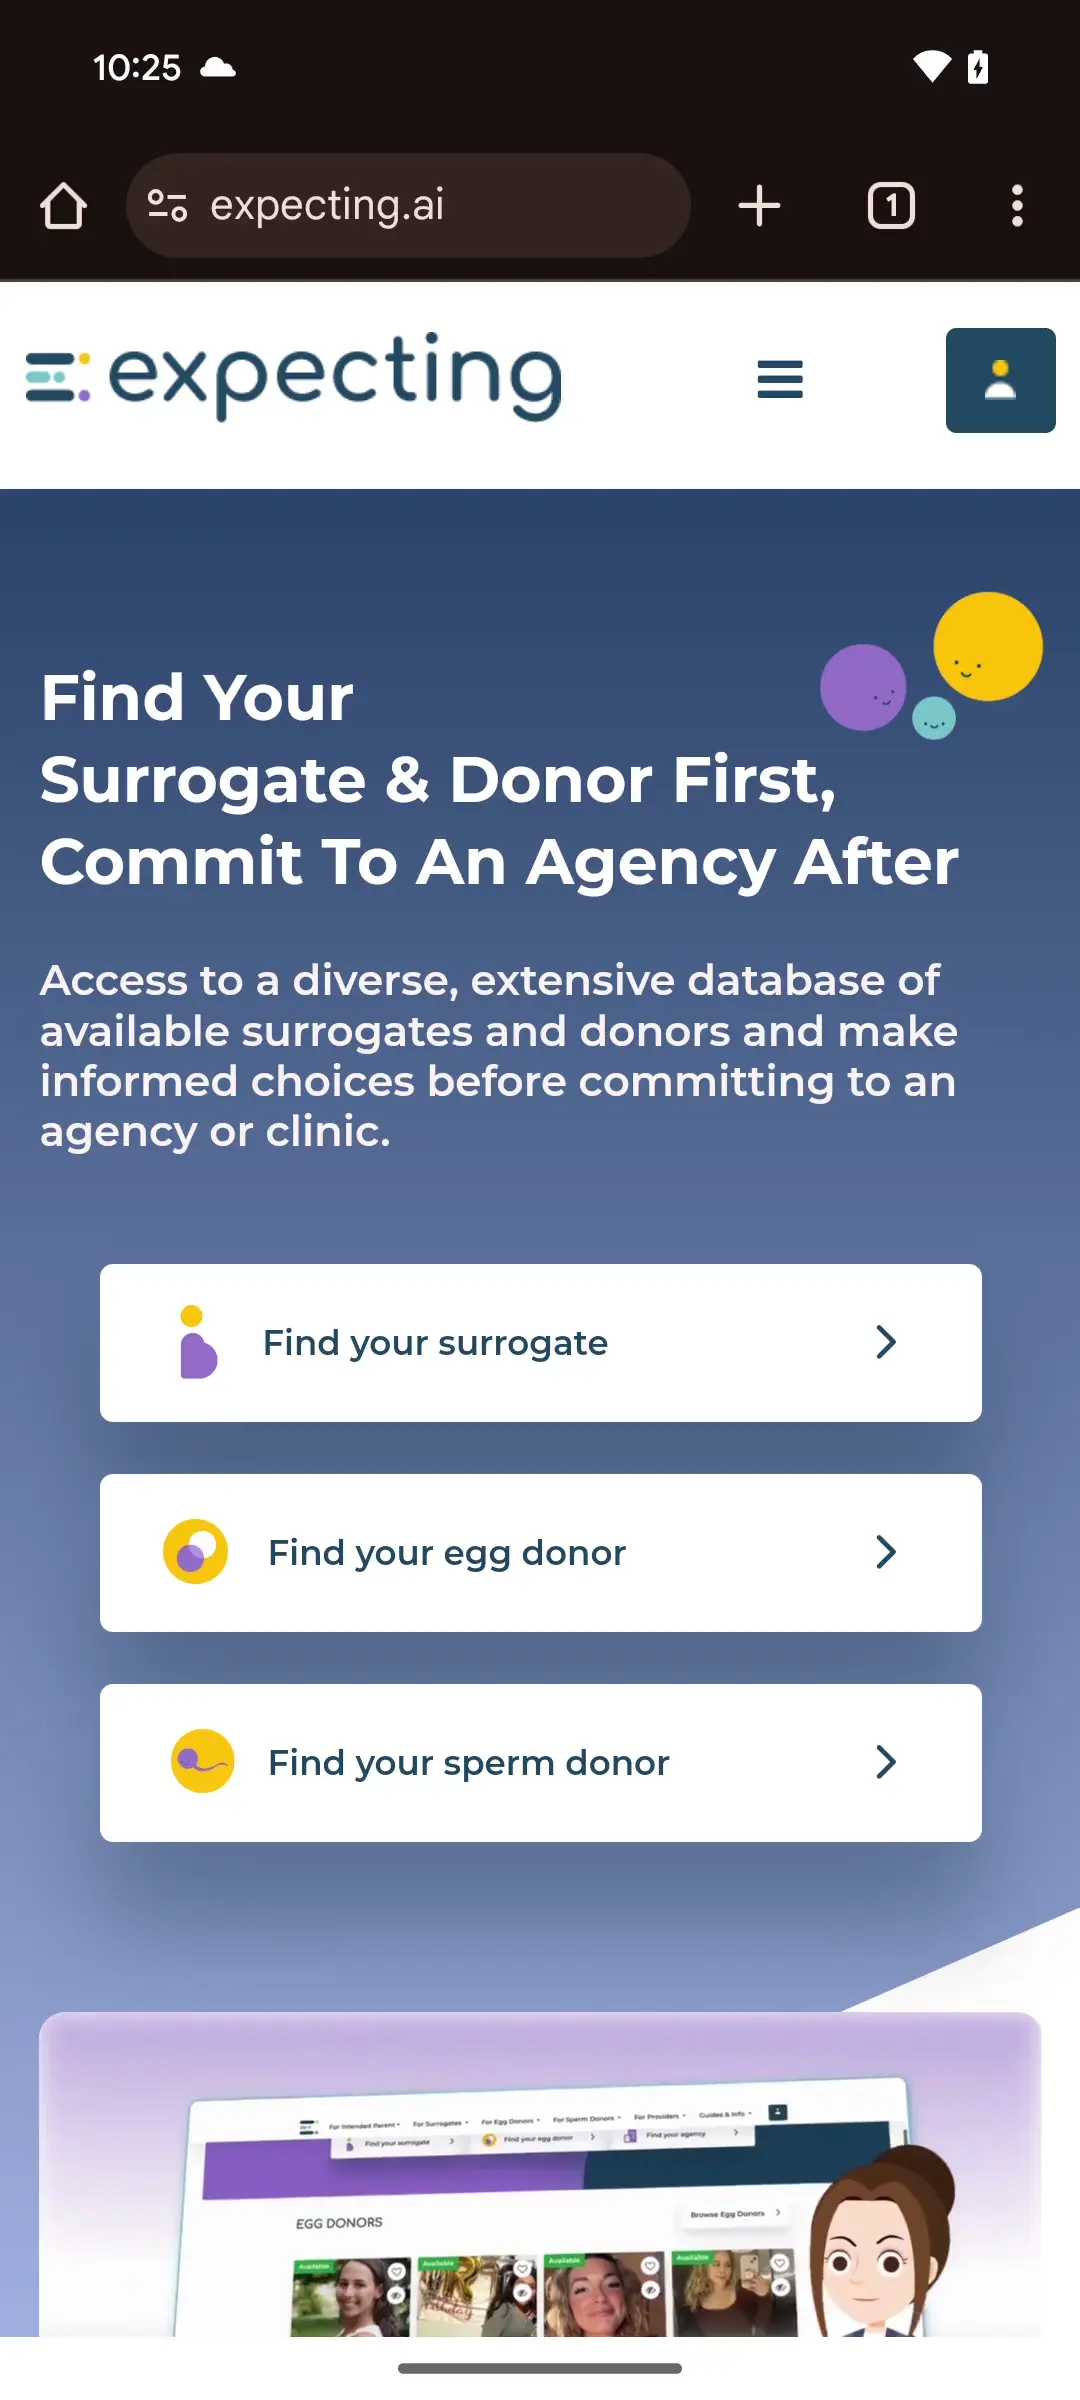 10:25
expecting.ai
1
expecting
Find Your
Surrogate & Donor First,
Commit To An Agency After
Access to a diverse, extensive database of
available surrogates and donors and make
informed choices before committing to an
agency or clinic.
Find your surrogate
Find your egg donor
Find your sperm donor
For Intended Parent For Surrogates For Egg Donors For Sperm Donors For Providers Guides & Info
Find your surrogate Find your egg donor Find your agency
EGG DONORS
Browse Egg Donors
Available Available Available Available